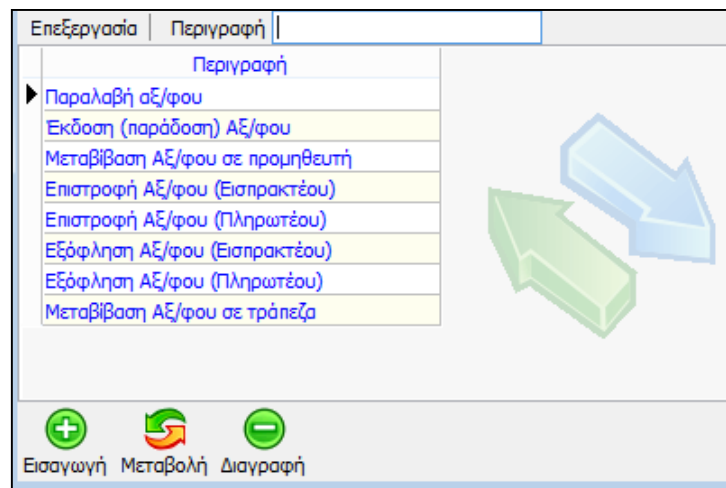 Επεξεργασία Περιγραφή
Περιγραφή
Παραλαβή αξ/φου
Έκδοση (παράδοση) Αξ/φου
Μεταβίβαση Αξ/φου σε προμηθευτή
Επιστροφή Αξ/φου (Εισπρακτέου)
Επιστροφή Αξ/φου (Πληρωτέου)
Εξόφληση Αξ/φου (Εισπρακτέου)
Εξόφληση Αξ/φου (Πληρωτέου)
Μεταβίβαση Αξ/φου σε τράπεζα
Εισαγωγή Μεταβολή Διαγραφή